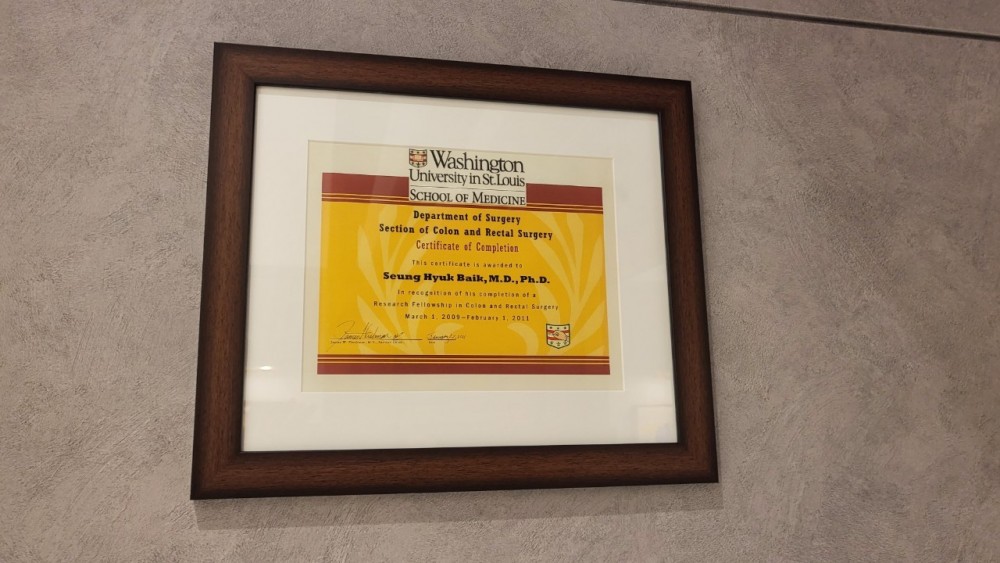 Washington
University in St. Louis
SCHOOL OF MEDICINE
Department of Surgery
Section of Colon and Rectal Surgery
Certificate of Completion
This certificate is awarded to
Seung Hyuk Baik, M.D., Ph.D.
In recognition of his completion of a
Research Fellowship in Colon and Rectal Surgery
March 1, 2009–February 1, 2011